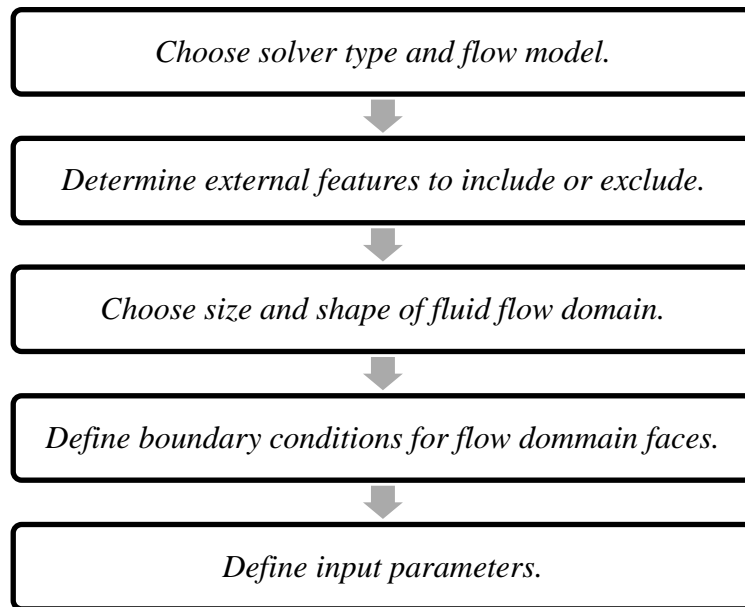 Choose solver type and flow model.
Determine external features to include or exclude.
Choose size and shape of fluid flow domain.
Define boundary conditions for flow dommain faces.
Define input parameters.